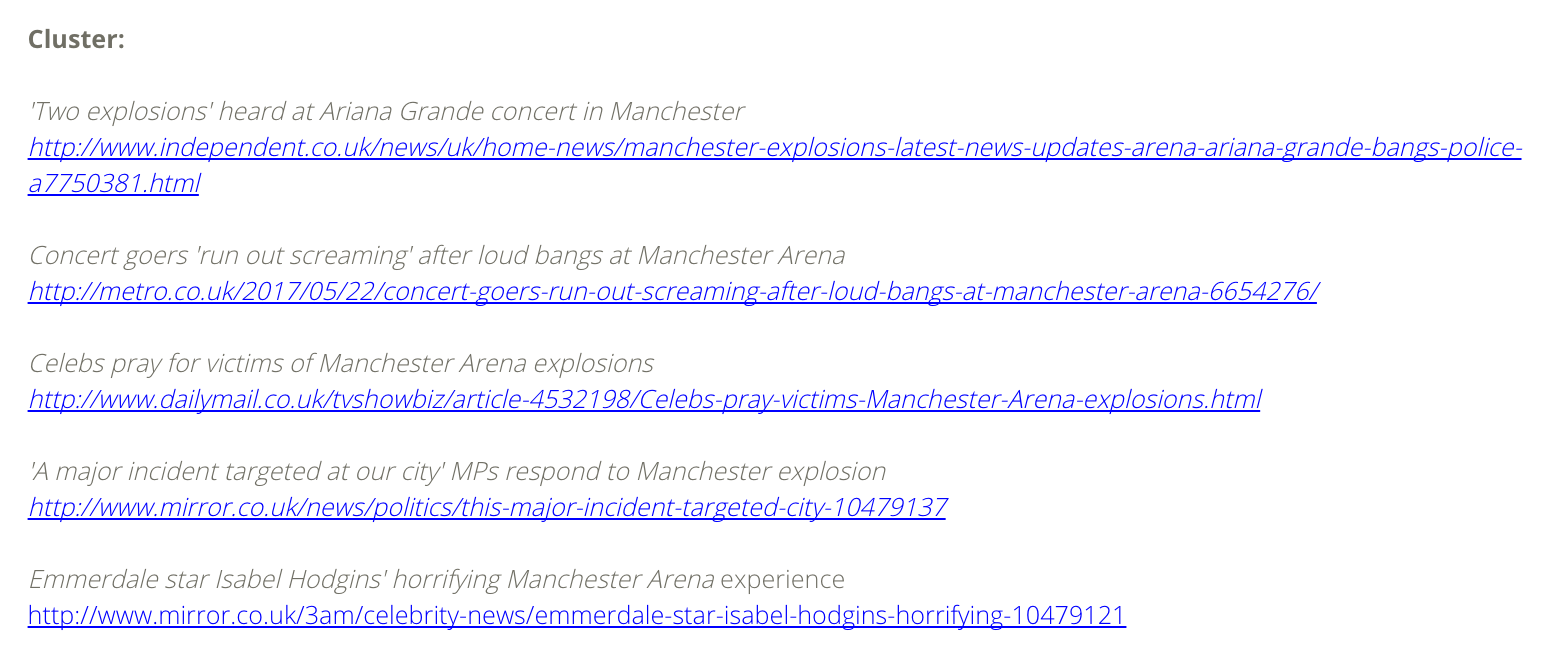 Cluster:
'Two explosions' heard at Ariana Grande concert in Manchester
http://www.independent.co.uk/news/uk/home-news/manchester-explosions-latest-news-updates-arena-ariana-grande-bangs-police-
a7750381.html
Concert goers 'run out screaming' after loud bangs at Manchester Arena
http://metro.co.uk/2017/05/22/concert-goers-run-out-screaming-after-loud-bangs-at-manchester-arena-6654276/
Celebs pray for victims of Manchester Arena explosions
http://www.dailymail.co.uk/tvshowbiz/article-4532198/Celebs-pray-victims-Manchester-Arena-explosions.html
'A major incident targeted at our city' MPs respond to Manchester explosion
http://www.mirror.co.uk/news/politics/this-major-incident-targeted-city-10479137
Emmerdale star Isabel Hodgins' horrifying Manchester Arena experience
http://www.mirror.co.uk/3am/celebrity-news/emmerdale-star-isabel-hodgins-horrifying-10479121